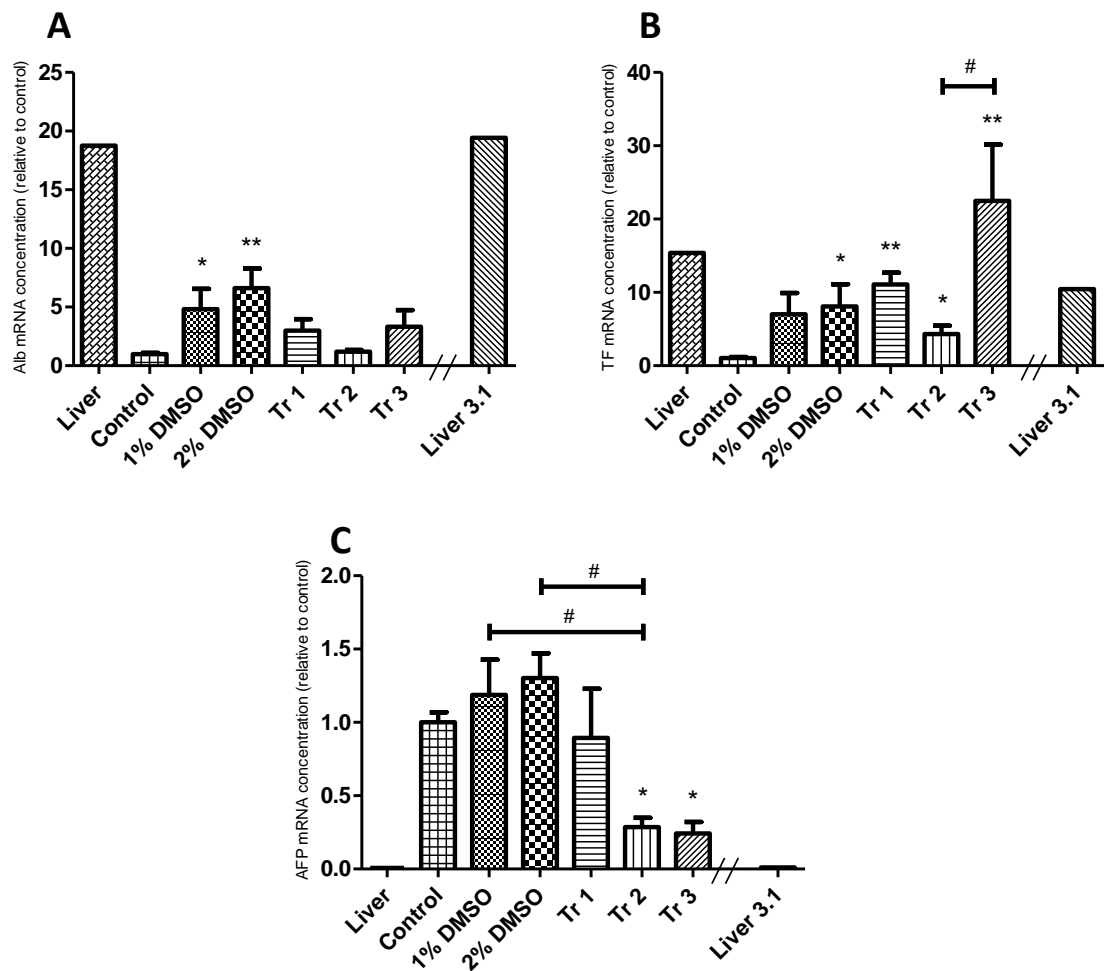 A
Alb mRNA concentration (relative to control)
25
20
15
10
5
0
*
**
Liver
Control
1% DMSO
2% DMSO
Tr 1
Tr 2
Tr 3
//
Liver 3.1
B
TF mRNA concentration (relative to control)
40
30
20
10
0
#
*
**
*
**
Liver
Control
1% DMSO
2% DMSO
Tr 1
Tr 2
Tr 3
//
Liver 3.1
C
AFP mRNA concentration (relative to control)
2.0
1.5
1.0
0.5
0.0
#
#
*
*
Liver
Control
1% DMSO
2% DMSO
Tr 1
Tr 2
Tr 3
//
Liver 3.1